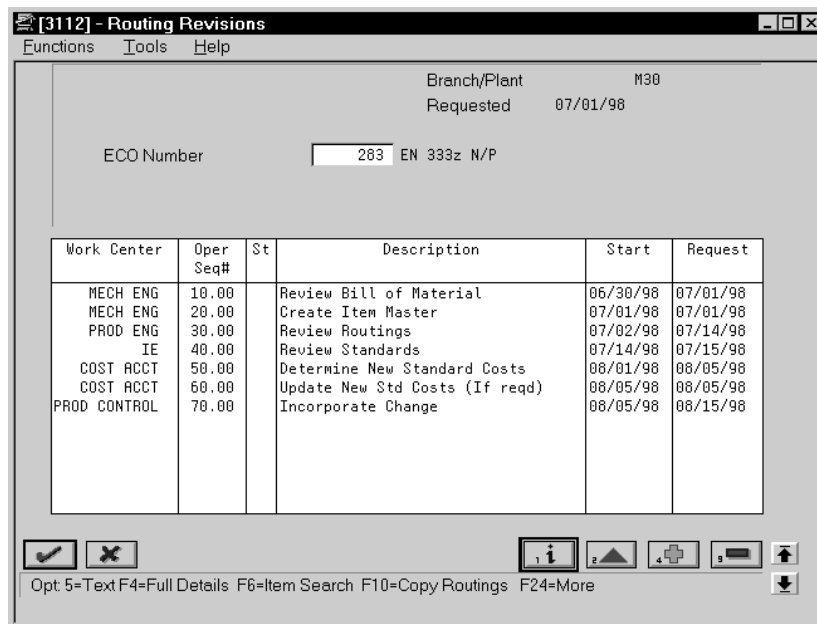 [3112] - Routing Revisions
Functions Tools Help
Branch/Plant M30
Requested 07/01/98
ECO Number 283 EN 333z N/P
Work Center Oper Seq# St Description Start Request
MECH ENG 10.00 Review Bill of Material 06/30/98 07/01/98
MECH ENG 20.00 Create Item Master 07/01/98 07/01/98
PROD ENG 30.00 Review Routings 07/02/98 07/14/98
IE 40.00 Review Standards 07/14/98 07/15/98
COST ACCT 50.00 Determine New Standard Costs 08/01/98 08/05/98
COST ACCT 60.00 Update New Std Costs (If reqd) 08/05/98 08/05/98
PROD CONTROL 70.00 Incorporate Change 08/05/98 08/15/98
1 i 2 4 9
Opt: 5=Text F4=Full Details F6=Item Search F10=Copy Routings F24=More